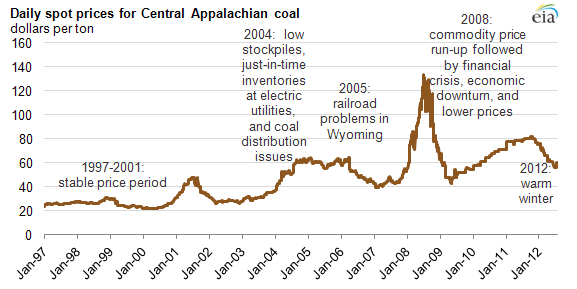 Daily spot prices for Central Appalachian coal
dollars per ton
eia
160
140
120
100
80
60
40
20
0
1997-2001:
stable price period
2004: low
stockpiles,
just-in-time
inventories
at electric
utilities,
and coal
distribution
issues
2005:
railroad
problems in
Wyoming
2008:
commodity price
run-up followed
by financial
crisis, economic
downturn, and
lower prices
2012:
warm
winter
Jan-97
Jan-98
Jan-99
Jan-00
Jan-01
Jan-02
Jan-03
Jan-04
Jan-05
Jan-06
Jan-07
Jan-08
Jan-09
Jan-10
Jan-11
Jan-12